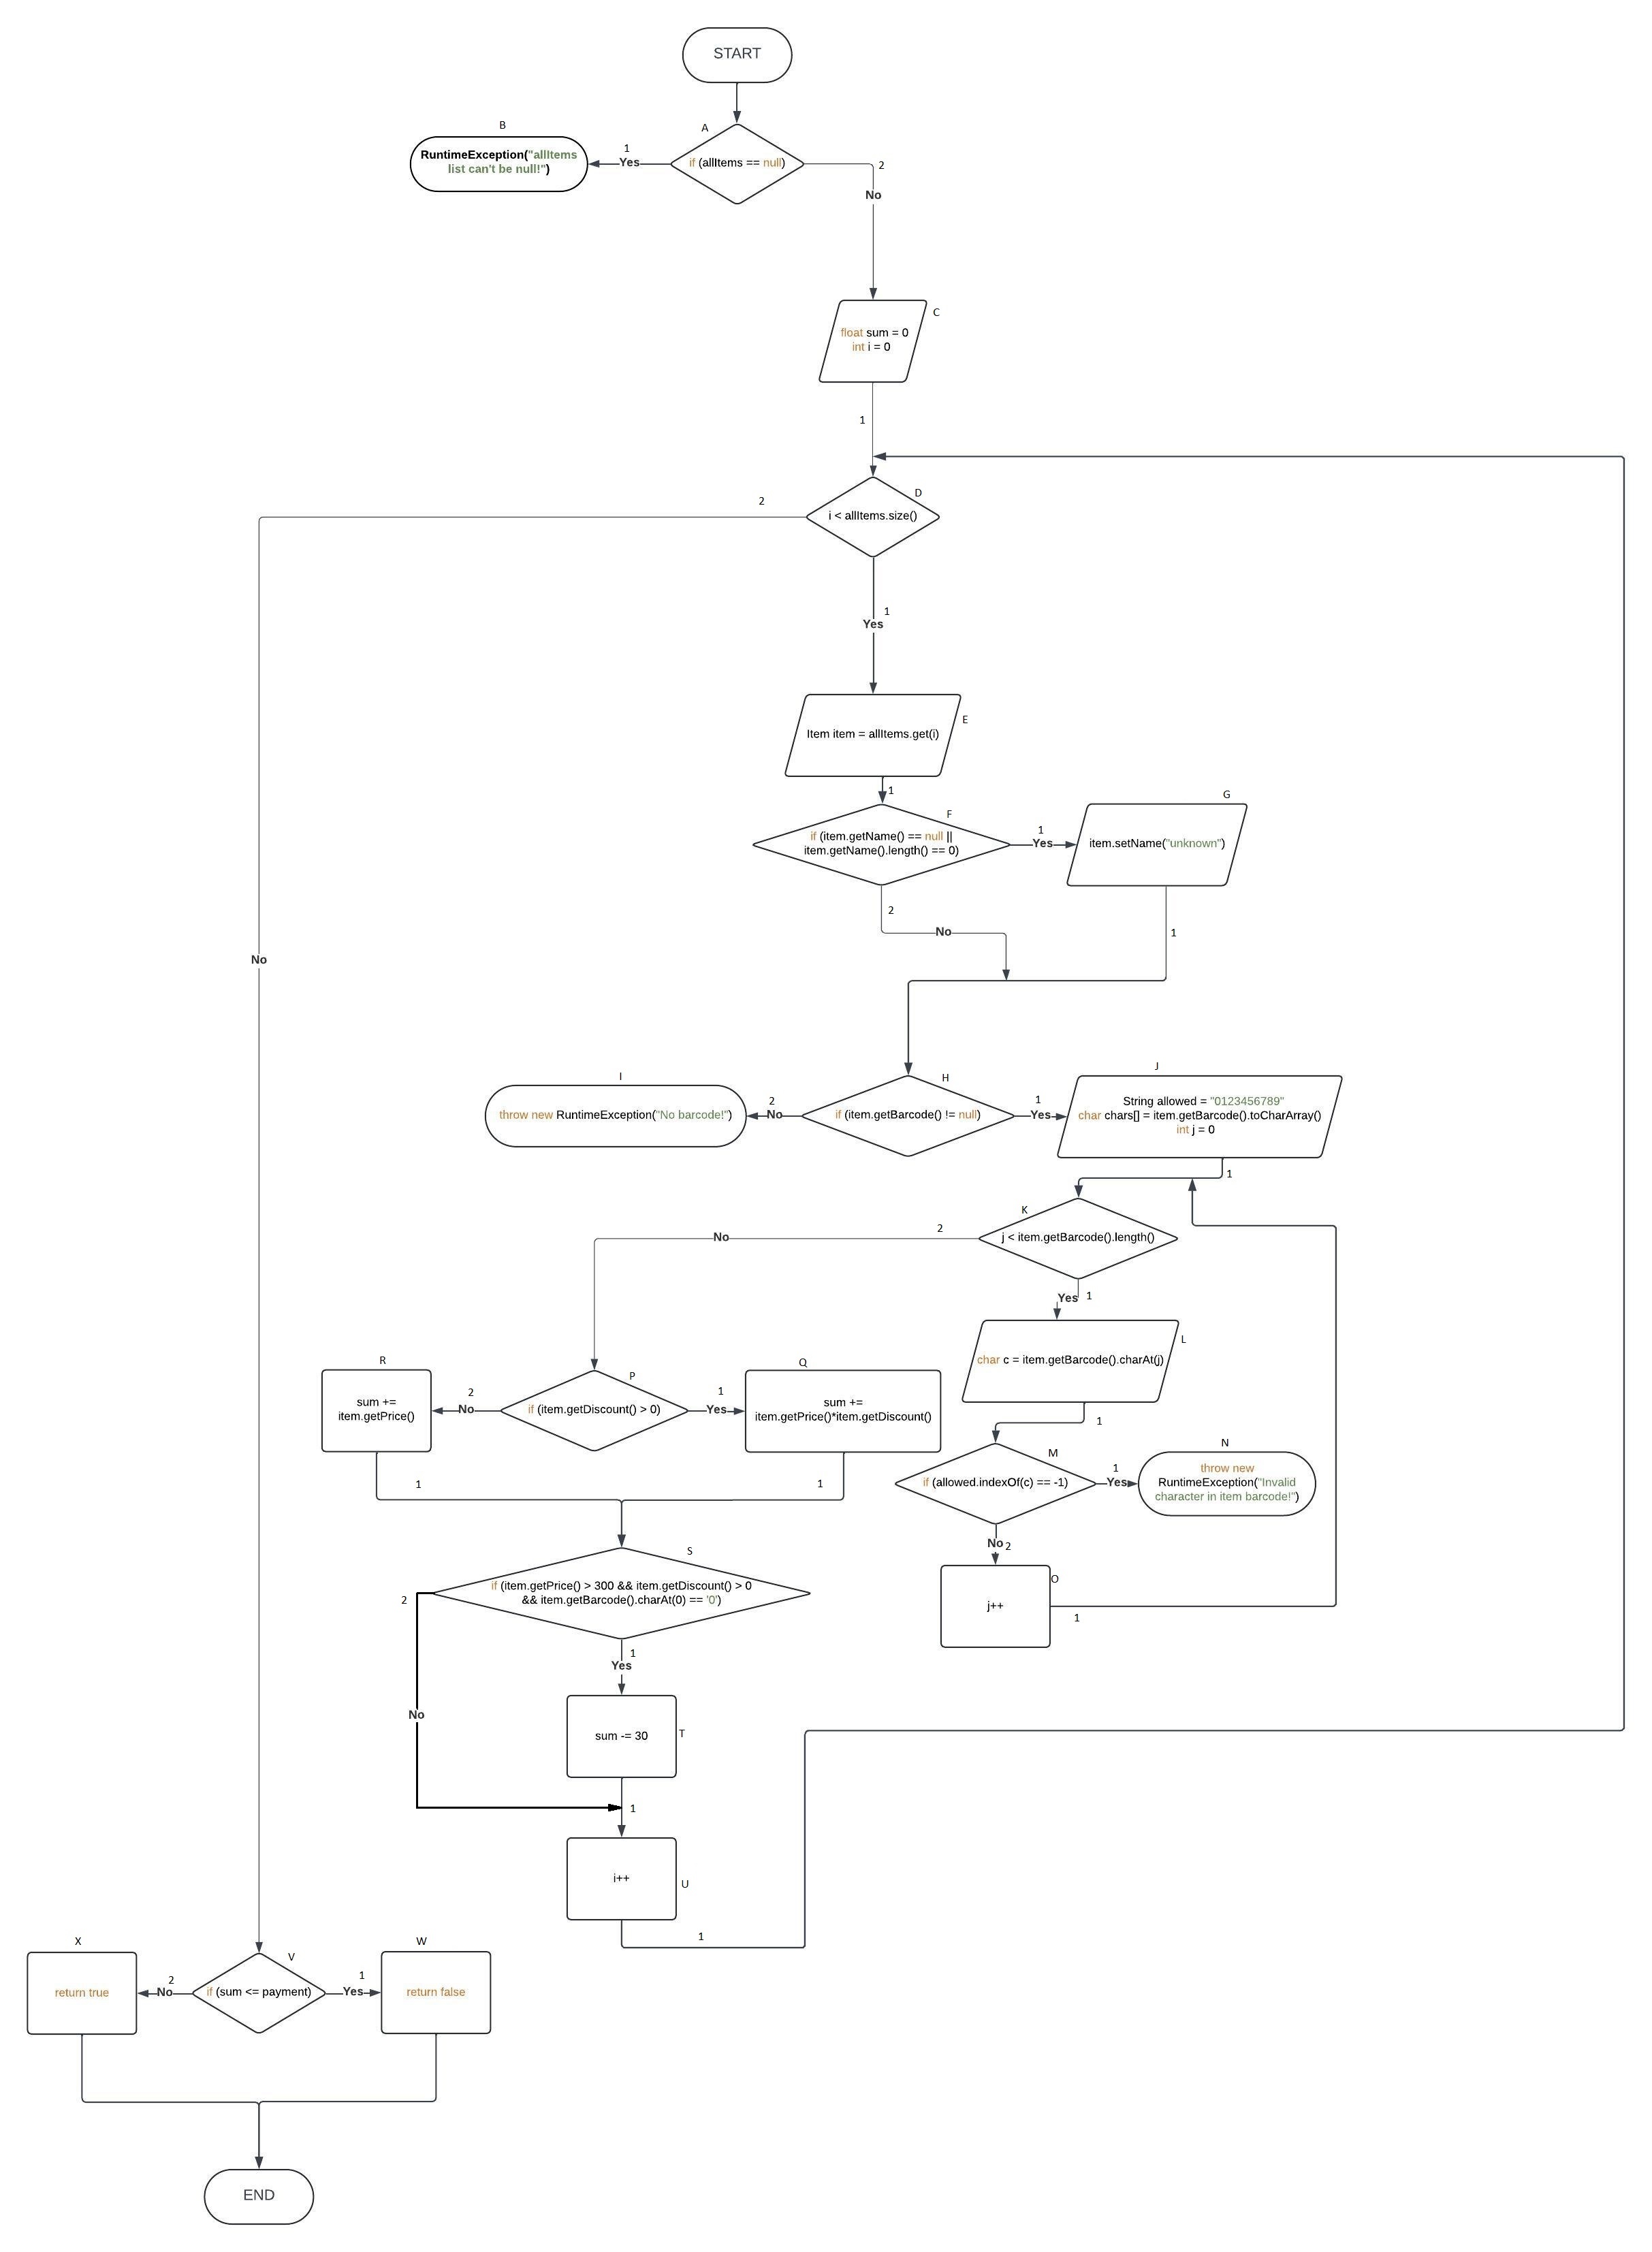 START
B
A
RuntimeException("allItems
list can't be null!")
1
Yes
if (allItems == null)
2
No
C
float sum = 0
int i = 0
1
D
2
i < allItems.size()
1
Yes
E
Item item = allItems.get(i)
1
F
G
if (item.getName() == null ||
item.getName().length() == 0)
1
Yes
item.setName("unknown")
2
No
1
No
I
H
J
throw new RuntimeException("No barcode!")
2
No
if (item.getBarcode() != null)
1
Yes
String allowed = "0123456789"
char chars[] = item.getBarcode().toCharArray()
int j = 0
1
K
2
No
j < item.getBarcode().length()
Yes
1
L
char c = item.getBarcode().charAt(j)
1
R
P
Q
sum +=
item.getPrice()
2
No
if (item.getDiscount() > 0)
1
Yes
sum +=
item.getPrice()*item.getDiscount()
M
N
if (allowed.indexOf(c) == -1)
1
Yes
throw new
RuntimeException("Invalid
character in item barcode!")
1
1
No
2
O
j++
1
S
if (item.getPrice() > 300 && item.getDiscount() > 0
&& item.getBarcode().charAt(0) == '0')
2
1
Yes
No
sum -= 30
T
1
i++
U
1
X
V
W
return true
2
No
if (sum <= payment)
1
Yes
return false
END